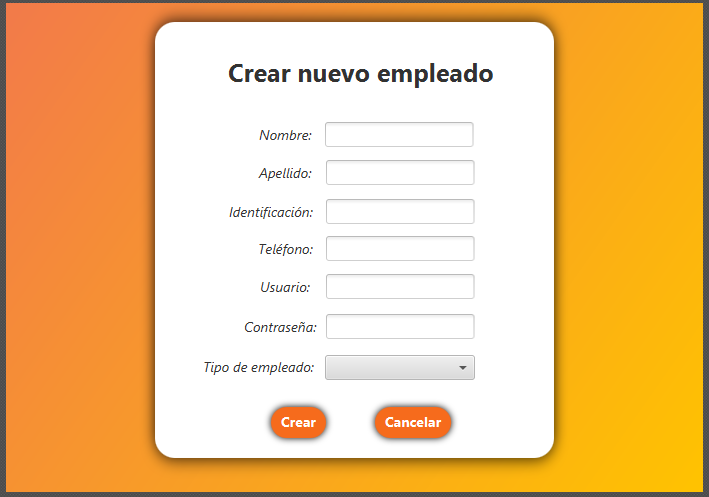 Crear nuevo empleado
Nombre:
Apellido:
Identificación:
Teléfono:
Usuario:
Contraseña:
Tipo de empleado:
Crear Cancelar